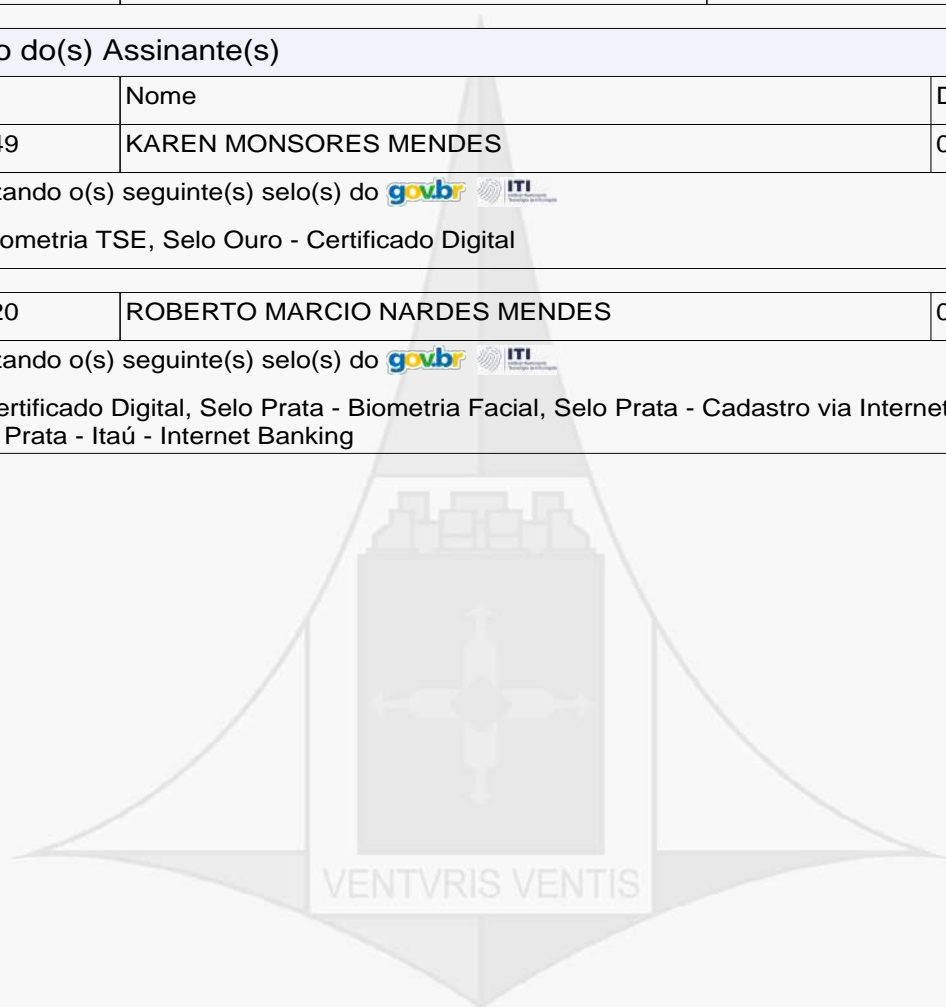 o do(s) Assinante(s)
Nome D
49 KAREN MONSORES MENDES 0
zando o(s) seguinte(s) selo(s) do gov.br ITI
ometria TSE, Selo Ouro - Certificado Digital
20 ROBERTO MARCIO NARDES MENDES 0
zando o(s) seguinte(s) selo(s) do gov.br ITI
ertificado Digital, Selo Prata - Biometria Facial, Selo Prata - Cadastro via Internet
Prata - Itaú - Internet Banking
VENTVRIS VENTIS